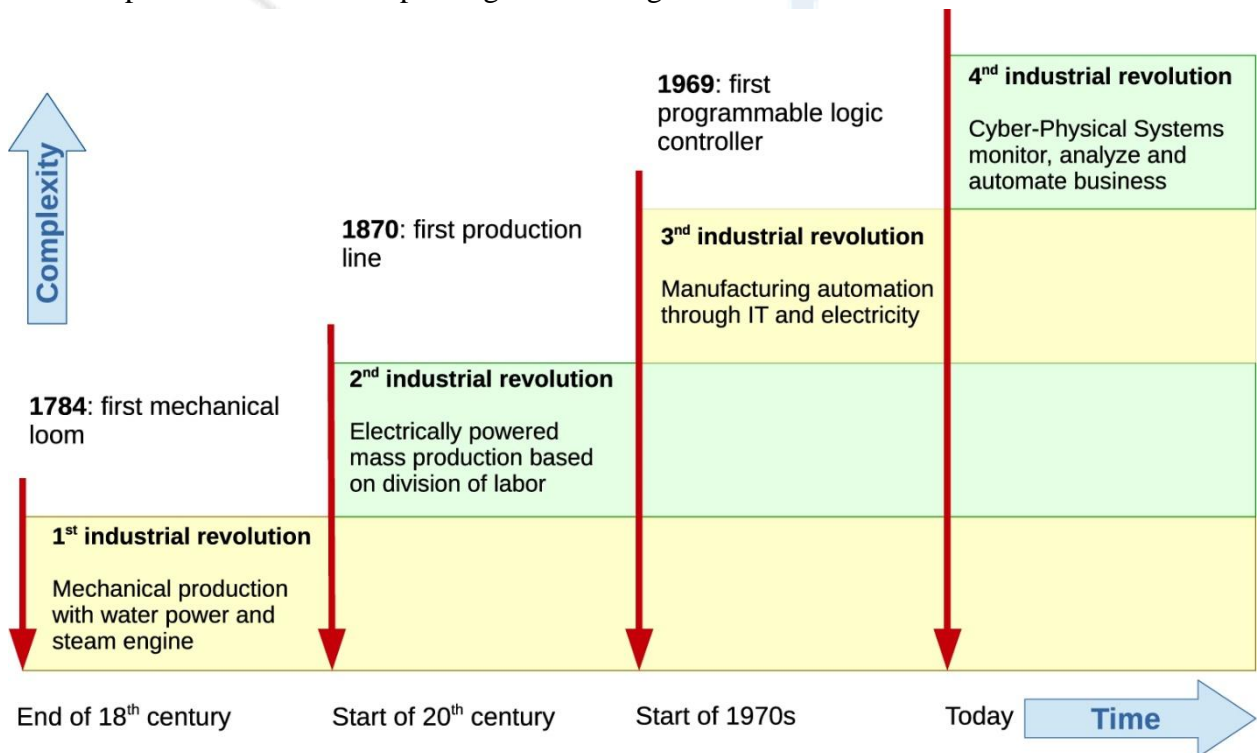 Complexity
1969: first
programmable logic
controller
4nd industrial revolution
Cyber-Physical Systems
monitor, analyze and
automate business
1870: first production
line
3nd industrial revolution
Manufacturing automation
through IT and electricity
1784: first mechanical
loom
2nd industrial revolution
Electrically powered
mass production based
on division of labor
1st industrial revolution
Mechanical production
with water power and
steam engine
End of 18th century
Start of 20th century
Start of 1970s
Today
Time